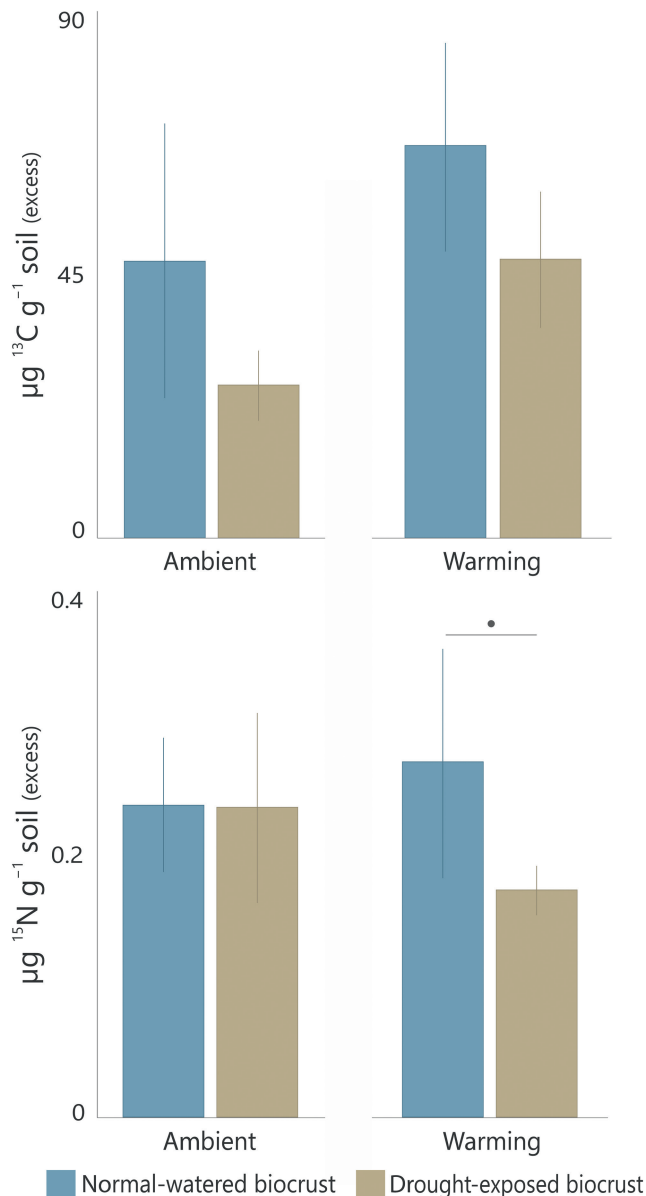 90
45
0
µg ¹³C g⁻¹ soil (excess)
Ambient
Warming
0.4
0.2
0
µg ¹⁵N g⁻¹ soil (excess)
Ambient
Warming
Normal-watered biocrust
Drought-exposed biocrust